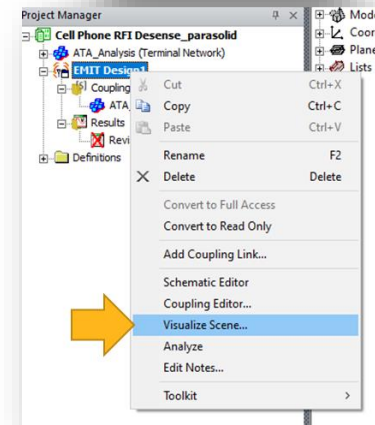 Project Manager
Cell Phone RFI Desense_parasolid
ATA_Analysis (Terminal Network)
EMIT Design1
Coupling
ATA_
Results
Revi
Definitions
Cut Ctrl+X
Copy Ctrl+C
Paste Ctrl+V
Rename F2
Delete Delete
Convert to Full Access
Convert to Read Only
Add Coupling Link...
Schematic Editor
Coupling Editor...
Visualize Scene...
Analyze
Edit Notes...
Toolkit
Mode
Coor
Plane
Lists